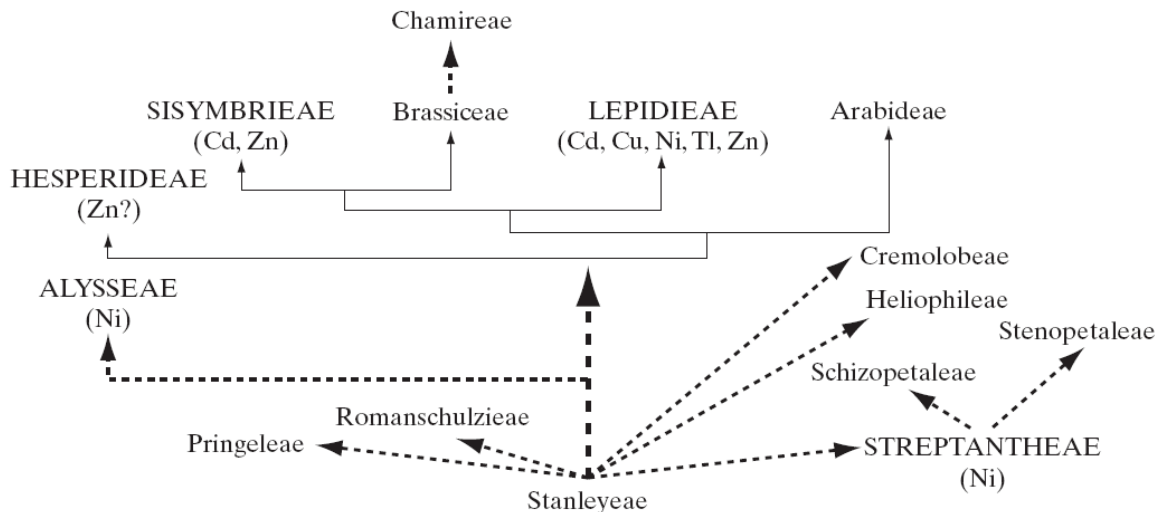 Chamireae
SISYMBRIEAE
(Cd, Zn)
Brassiceae
LEPIDIEAE
(Cd, Cu, Ni, Tl, Zn)
Arabideae
HESPERIDEAE
(Zn?)
ALYSSEAE
(Ni)
Cremolobeae
Heliophileae
Stenopetaleae
Schizopetaleae
Romanschulzieae
Pringeleae
STREPTANTHEAE
(Ni)
Stanleyeae